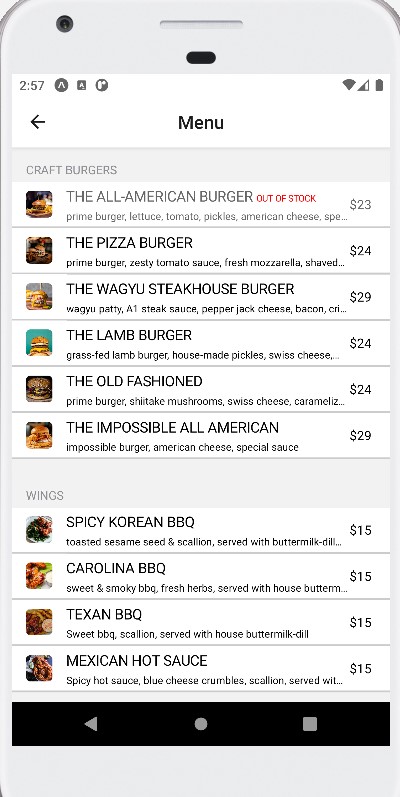 2:57
Menu
CRAFT BURGERS
THE ALL-AMERICAN BURGER OUT OF STOCK
prime burger, lettuce, tomato, pickles, american cheese, spe...
$23
THE PIZZA BURGER
prime burger, zesty tomato sauce, fresh mozzarella, shaved...
$24
THE WAGYU STEAKHOUSE BURGER
wagyu patty, A1 steak sauce, pepper jack cheese, bacon, cri...
$29
THE LAMB BURGER
grass-fed lamb burger, house-made pickles, swiss cheese,...
$24
THE OLD FASHIONED
prime burger, shiitake mushrooms, swiss cheese, carameliz...
$24
THE IMPOSSIBLE ALL AMERICAN
impossible burger, american cheese, special sauce
$29
WINGS
SPICY KOREAN BBQ
toasted sesame seed & scallion, served with buttermilk-dill...
$15
CAROLINA BBQ
sweet & smoky bbq, fresh herbs, served with house butterm...
$15
TEXAN BBQ
Sweet bbq, scallion, served with house buttermilk-dill
$15
MEXICAN HOT SAUCE
Spicy hot sauce, blue cheese crumbles, scallion, served wit...
$15